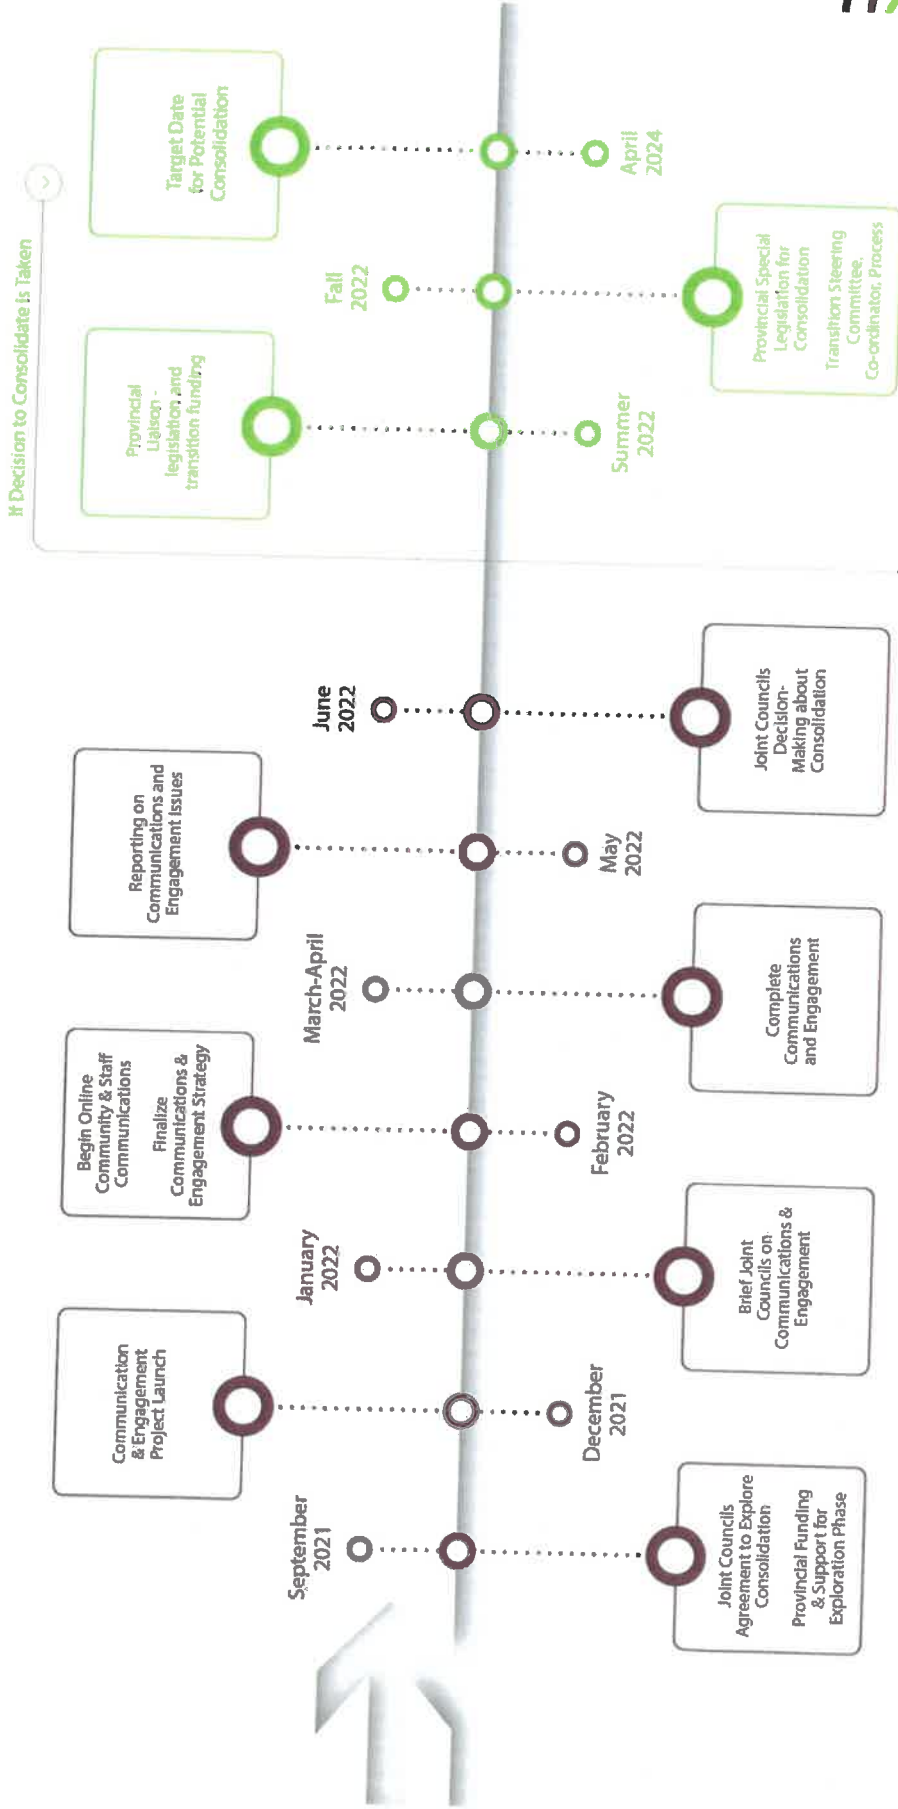 September
2021
Joint Councils
Agreement to Explore
Consolidation
Provincial Funding
& Support for
Exploration Phase
Communication
& Engagement
Project Launch
December
2021
January
2022
Brief Joint
Councils on
Communications &
Engagement
Begin Online
Community & Staff
Communications
Finalize
Communications &
Engagement Strategy
February
2022
March-April
2022
Complete
Communications
and Engagement
Reporting on
Communications and
Engagement Issues
May
2022
June
2022
Joint Councils
Decision-
Making about
Consolidation
If Decision to Consolidate is Taken
Provincial
Liaison -
legislation and
transition funding
Summer
2022
Fall
2022
Provincial Special
Legislation for
Consolidation
Transition Steering
Committee,
Co-ordinator, Process
Target Date
for Potential
Consolidation
April
2024